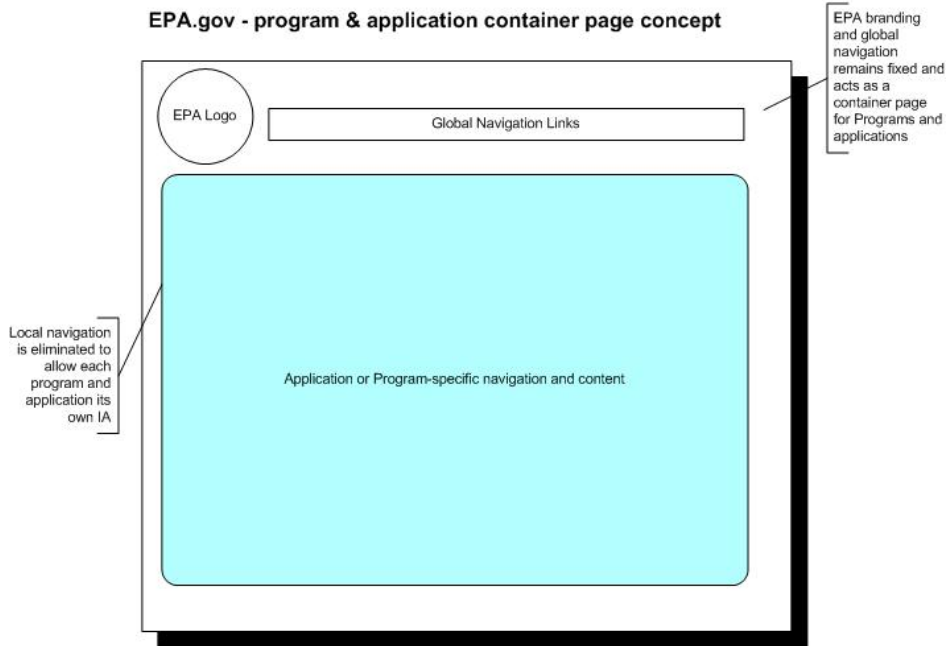 EPA.gov - program & application container page concept
EPA branding
and global
navigation
remains fixed and
acts as a
container page
for Programs and
applications
EPA Logo
Global Navigation Links
Local navigation
is eliminated to
allow each
program and
application its
own IA
Application or Program-specific navigation and content